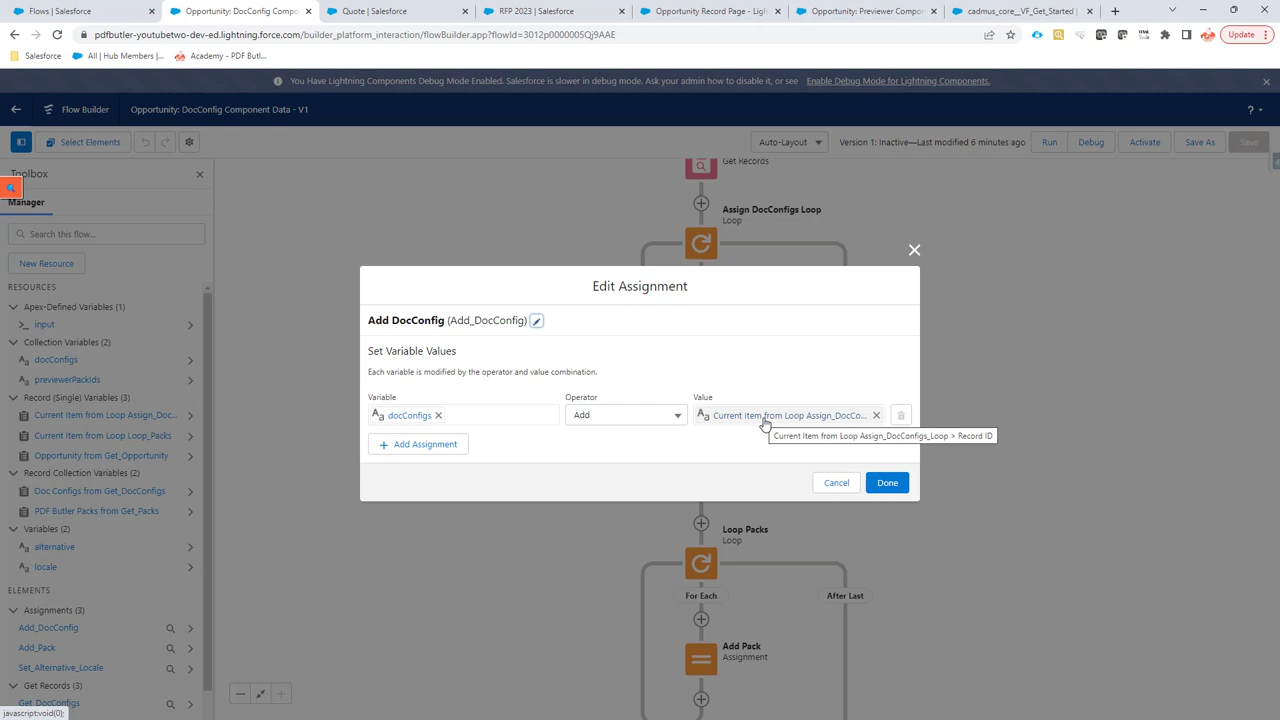 Flows | Salesforce
Opportunity: DocConfig Compo
Quote | Salesforce
RFP 2023 | Salesforce
Opportunity Record Page - Ligh
Opportunity: Previewer Compon
cadmus_core__VF_Get_Started |
pdfbutler-youtubetwo-dev-ed.lightning.force.com/builder_platform_interaction/flowBuilder.app?flowId=3012p0000005Qj9AAE
Update
Salesforce
All | Hub Members |...
Academy - PDF Butl...
You Have Lightning Components Debug Mode Enabled. Salesforce is slower in debug mode. Ask your admin how to disable it, or see Enable Debug Mode for Lightning Components.
Flow Builder
Opportunity: DocConfig Component Data - V1
?
Select Elements
Auto-Layout
Version 1: Inactive—Last modified 6 minutes ago
Run
Debug
Activate
Save As
Save
Toolbox
Manager
Search this flow...
New Resource
RESOURCES
Apex-Defined Variables (1)
input
Collection Variables (2)
docConfigs
previewerPackIds
Record (Single) Variables (3)
Current Item from Loop Assign_Doc...
Current Item from Loop Loop_Packs
Opportunity from Get_Opportunity
Record Collection Variables (2)
Doc Configs from Get_DocConfigs
PDF Butler Packs from Get_Packs
Variables (2)
alternative
locale
ELEMENTS
Assignments (3)
Add_DocConfig
Add_Pack
Set_Alternative_Locale
Get Records (3)
Get_DocConfigs
javascript:void(0);
Get Records
Assign DocConfigs Loop
Loop
Edit Assignment
Add DocConfig (Add_DocConfig)
Set Variable Values
Each variable is modified by the operator and value combination.
Variable
Operator
Value
Aa docConfigs
Add
Aa Current Item from Loop Assign_DocCo...
Current Item from Loop Assign_DocConfigs_Loop > Record ID
Add Assignment
Cancel
Done
Loop Packs
Loop
For Each
After Last
Add Pack
Assignment